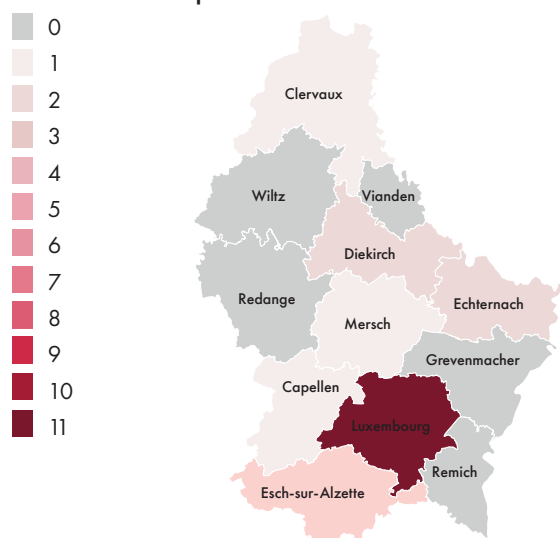 0
1
2
3
4
5
6
7
8
9
10
11
Clervaux
Wiltz
Vianden
Diekirch
Redange
Echternach
Mersch
Grevenmacher
Capellen
Luxembourg
Remich
Esch-sur-Alzette